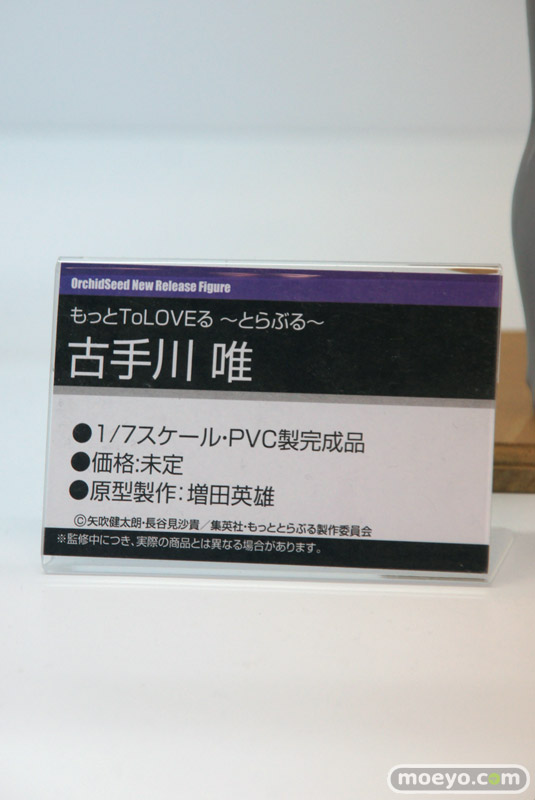 OrchidSeed New Release Figure
もっとToLOVEる ～とらぶる～
古手川 唯
●1/7スケール・PVC製完成品
●価格:未定
●原型製作：増田英雄
©矢吹健太朗・長谷見沙貴／集英社・もっととらぶる製作委員会
※監修中につき、実際の商品とは異なる場合があります。
moeyo.com